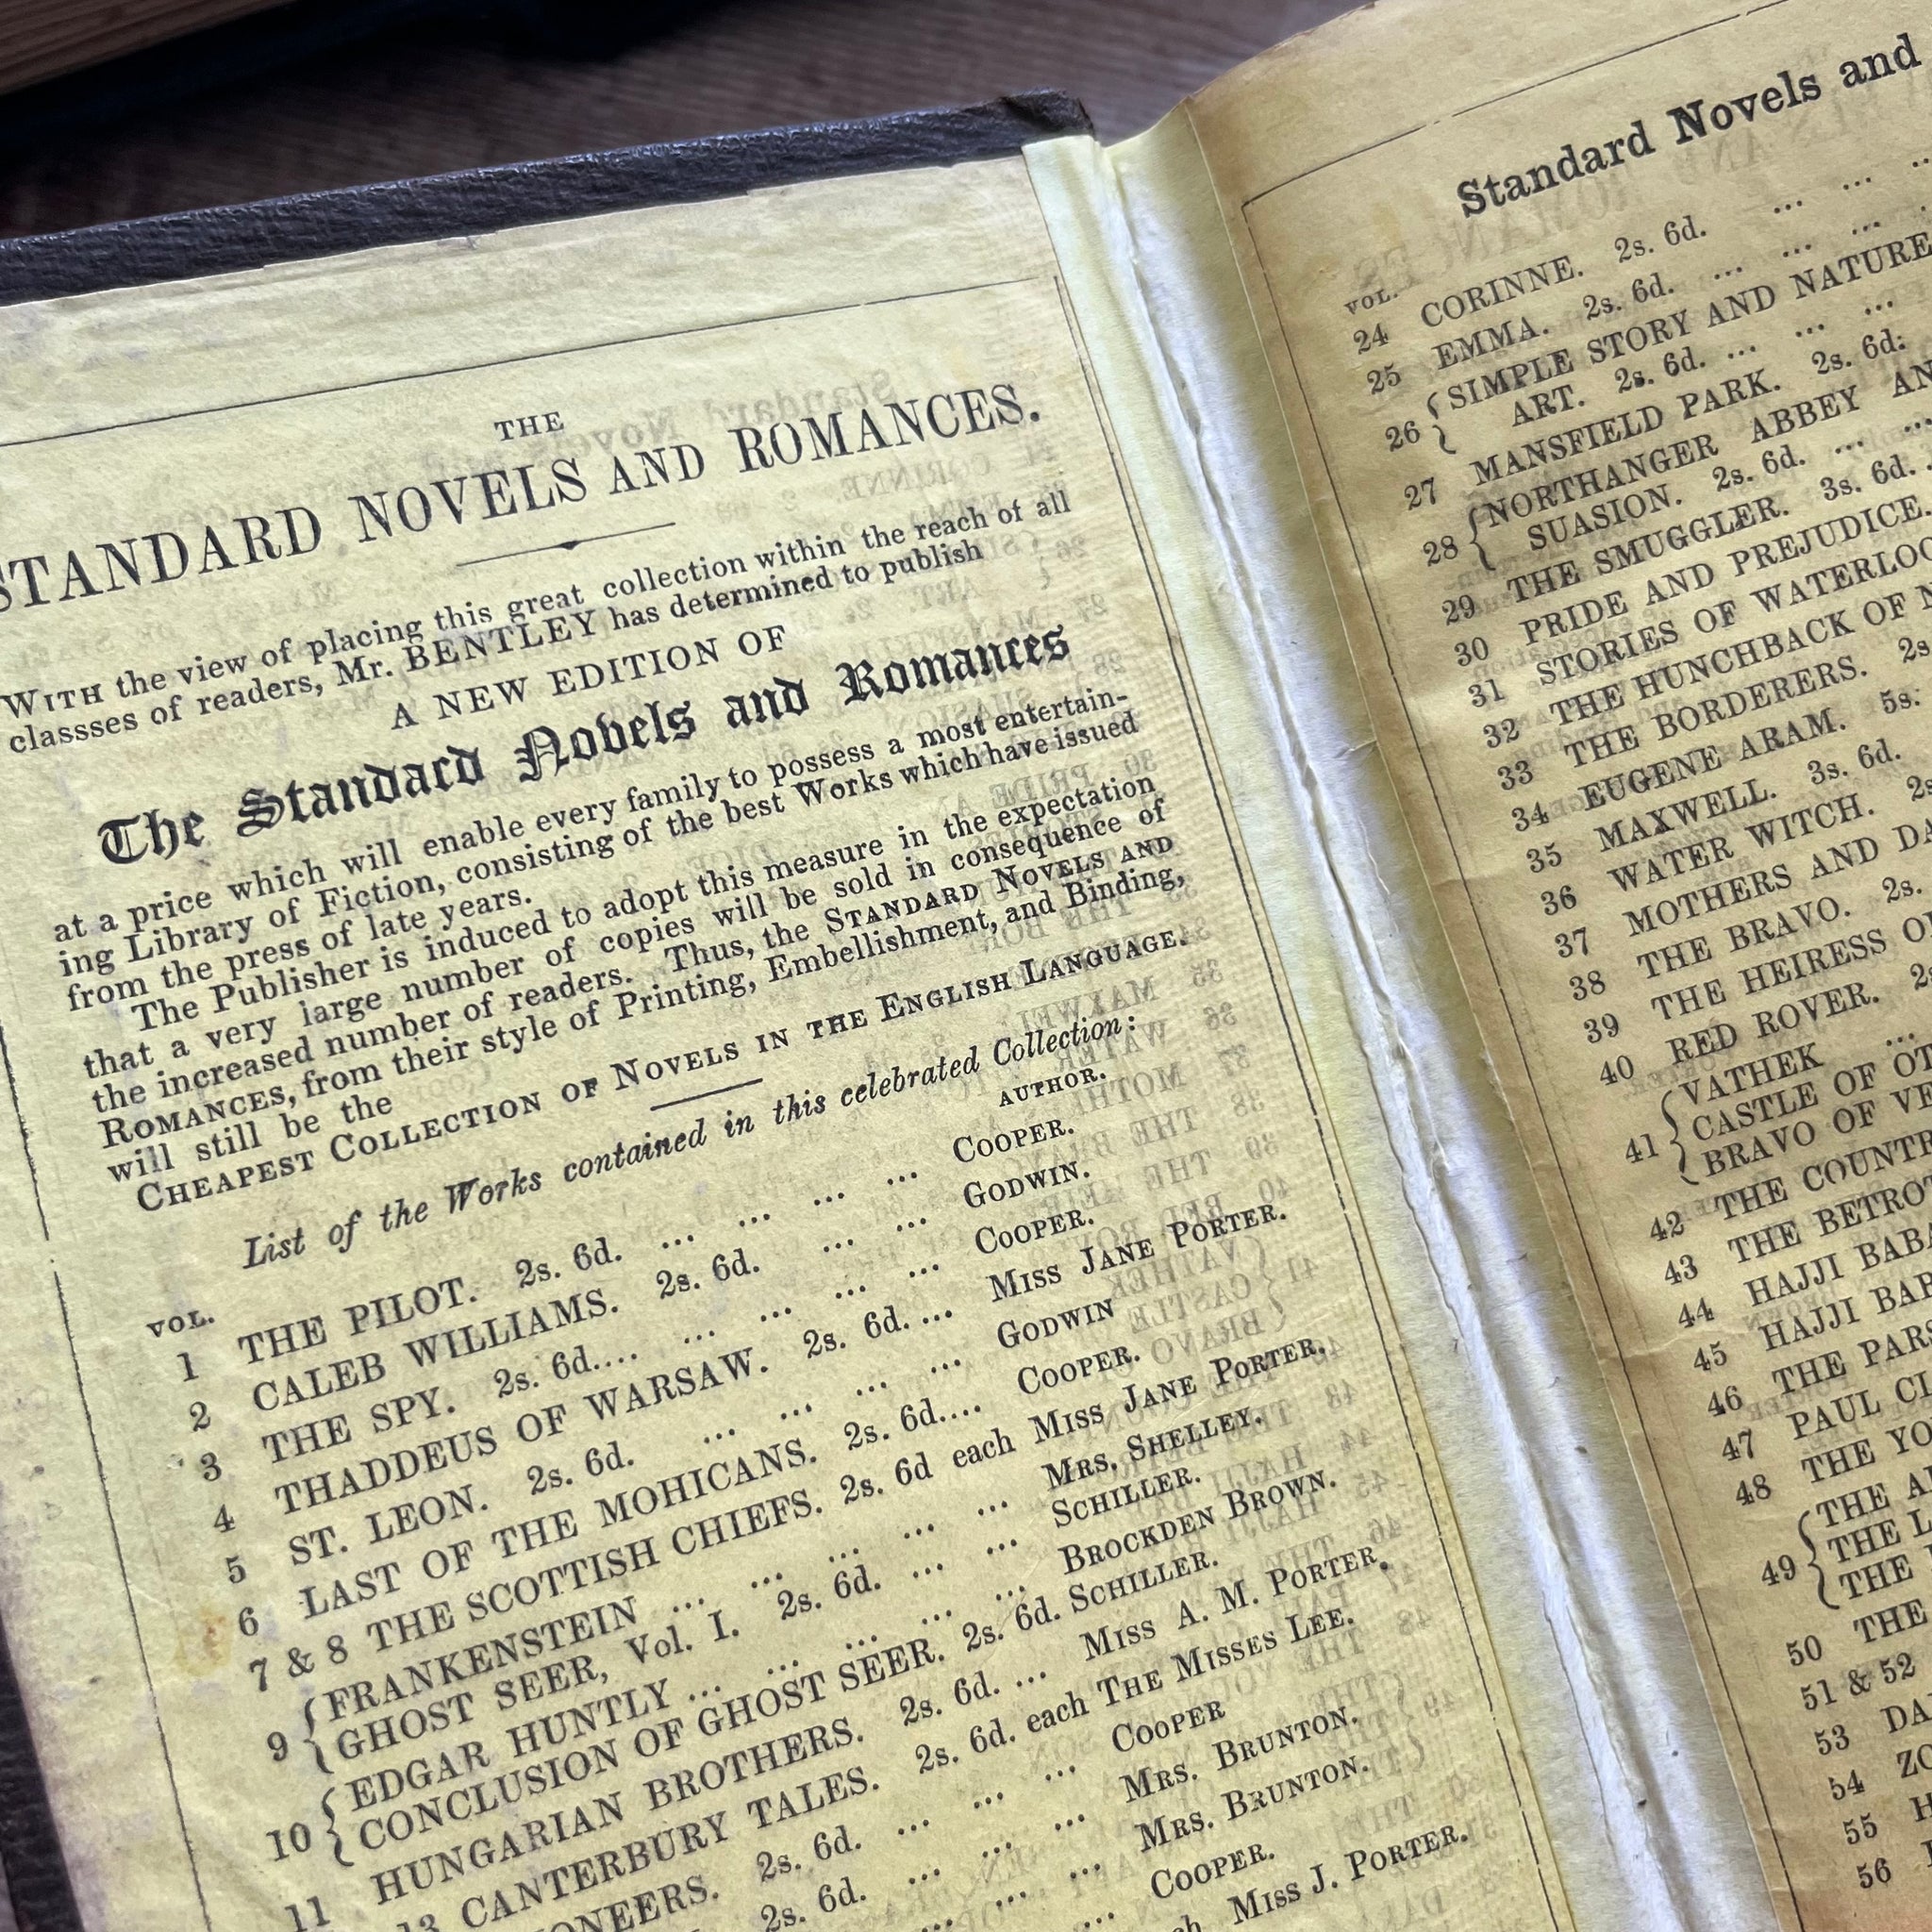 THE
STANDARD NOVELS AND ROMANCES.
WITH the view of placing this great collection within the reach of all
classses of readers, Mr. BENTLEY has determined to publish
A NEW EDITION OF
The Standard Novels and Romances
at a price which will enable every family to possess a most entertain-
ing Library of Fiction, consisting of the best Works which have issued
from the press of late years.
The Publisher is induced to adopt this measure in the expectation
that a very large number of copies will be sold in consequence of
the increased number of readers. Thus, the STANDARD NOVELS AND
ROMANCES, from their style of Printing, Embellishment, and Binding,
will still be the
CHEAPEST COLLECTION OF NOVELS IN THE ENGLISH LANGUAGE.
List of the Works contained in this celebrated Collection:
VOL. AUTHOR.
1 THE PILOT. 2s. 6d. ... ... ... ... COOPER.
2 CALEB WILLIAMS. 2s. 6d. ... ... GODWIN.
3 THE SPY. 2s. 6d.... ... ... ... ... COOPER.
4 THADDEUS OF WARSAW. 2s. 6d. ... MISS JANE PORTER.
5 ST. LEON. 2s. 6d. ... ... ... ... GODWIN
6 LAST OF THE MOHICANS. 2s. 6d.... COOPER.
7 & 8 THE SCOTTISH CHIEFS. 2s. 6d each MISS JANE PORTER.
9 { FRANKENSTEIN ... ... ... ... ... MRS. SHELLEY.
GHOST SEER, Vol. I. 2s. 6d. ... ... SCHILLER.
10 { EDGAR HUNTLY ... ... ... ... ... BROCKDEN BROWN.
CONCLUSION OF GHOST SEER. 2s. 6d. SCHILLER.
11 HUNGARIAN BROTHERS. 2s. 6d. ... MISS A. M. PORTER.
13 CANTERBURY TALES. 2s. 6d. each THE MISSES LEE.
ONEERS. 2s. 6d. ... ... ... COOPER
2s. 6d. ... ... ... MRS. BRUNTON.
... ... ... MRS. BRUNTON.
... COOPER.
MISS J. PORTER.
Standard Novels and
VOL.
24 CORINNE. 2s. 6d. ... ... ...
25 EMMA. 2s. 6d. ... ... ...
26 { SIMPLE STORY AND NATURE
ART. 2s. 6d. ... ... ...
27 MANSFIELD PARK. 2s. 6d.
28 { NORTHANGER ABBEY AN
SUASION. 2s. 6d. ... ...
29 THE SMUGGLER. 3s. 6d. .
30 PRIDE AND PREJUDICE.
31 STORIES OF WATERLOO
32 THE HUNCHBACK OF N
33 THE BORDERERS. 2s
34 EUGENE ARAM. 5s.
35 MAXWELL. 3s. 6d.
36 WATER WITCH. 2s
37 MOTHERS AND DA
38 THE BRAVO. 2s.
39 THE HEIRESS O
40 RED ROVER. 2
41 { VATHEK ...
CASTLE OF OT
BRAVO OF VE
42 THE COUNTR
43 THE BETROT
44 HAJJI BABA
45 HAJJI BAB
46 THE PARS
47 PAUL CL
48 THE YO
49 { THE A
THE L
THE
50 THE
51 & 52
53 DA
54 ZO
55 H
56